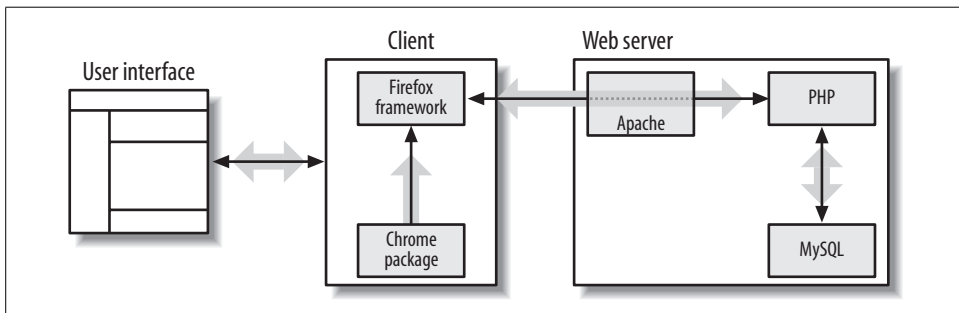 User interface
Client
Firefox
framework
Chrome
package
Web server
Apache
PHP
MySQL